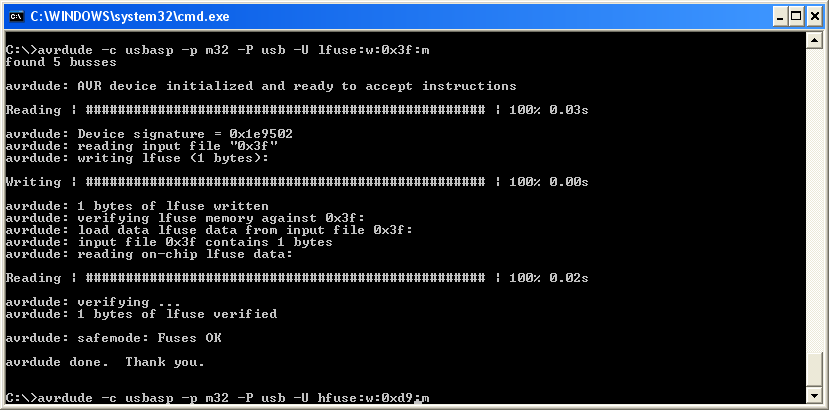 C:\WINDOWS\system32\cmd.exe
C:\>avrdude -c usbasp -p m32 -P usb -U lfuse:w:0x3f:m
found 5 busses
avrdude: AVR device initialized and ready to accept instructions
Reading | ################################################## | 100% 0.03s
avrdude: Device signature = 0x1e9502
avrdude: reading input file "0x3f"
avrdude: writing lfuse (1 bytes):
Writing | ################################################## | 100% 0.00s
avrdude: 1 bytes of lfuse written
avrdude: verifying lfuse memory against 0x3f:
avrdude: load data lfuse data from input file 0x3f:
avrdude: input file 0x3f contains 1 bytes
avrdude: reading on-chip lfuse data:
Reading | ################################################## | 100% 0.02s
avrdude: verifying ...
avrdude: 1 bytes of lfuse verified
avrdude: safemode: Fuses OK
avrdude done.  Thank you.
C:\>avrdude -c usbasp -p m32 -P usb -U hfuse:w:0xd9:m